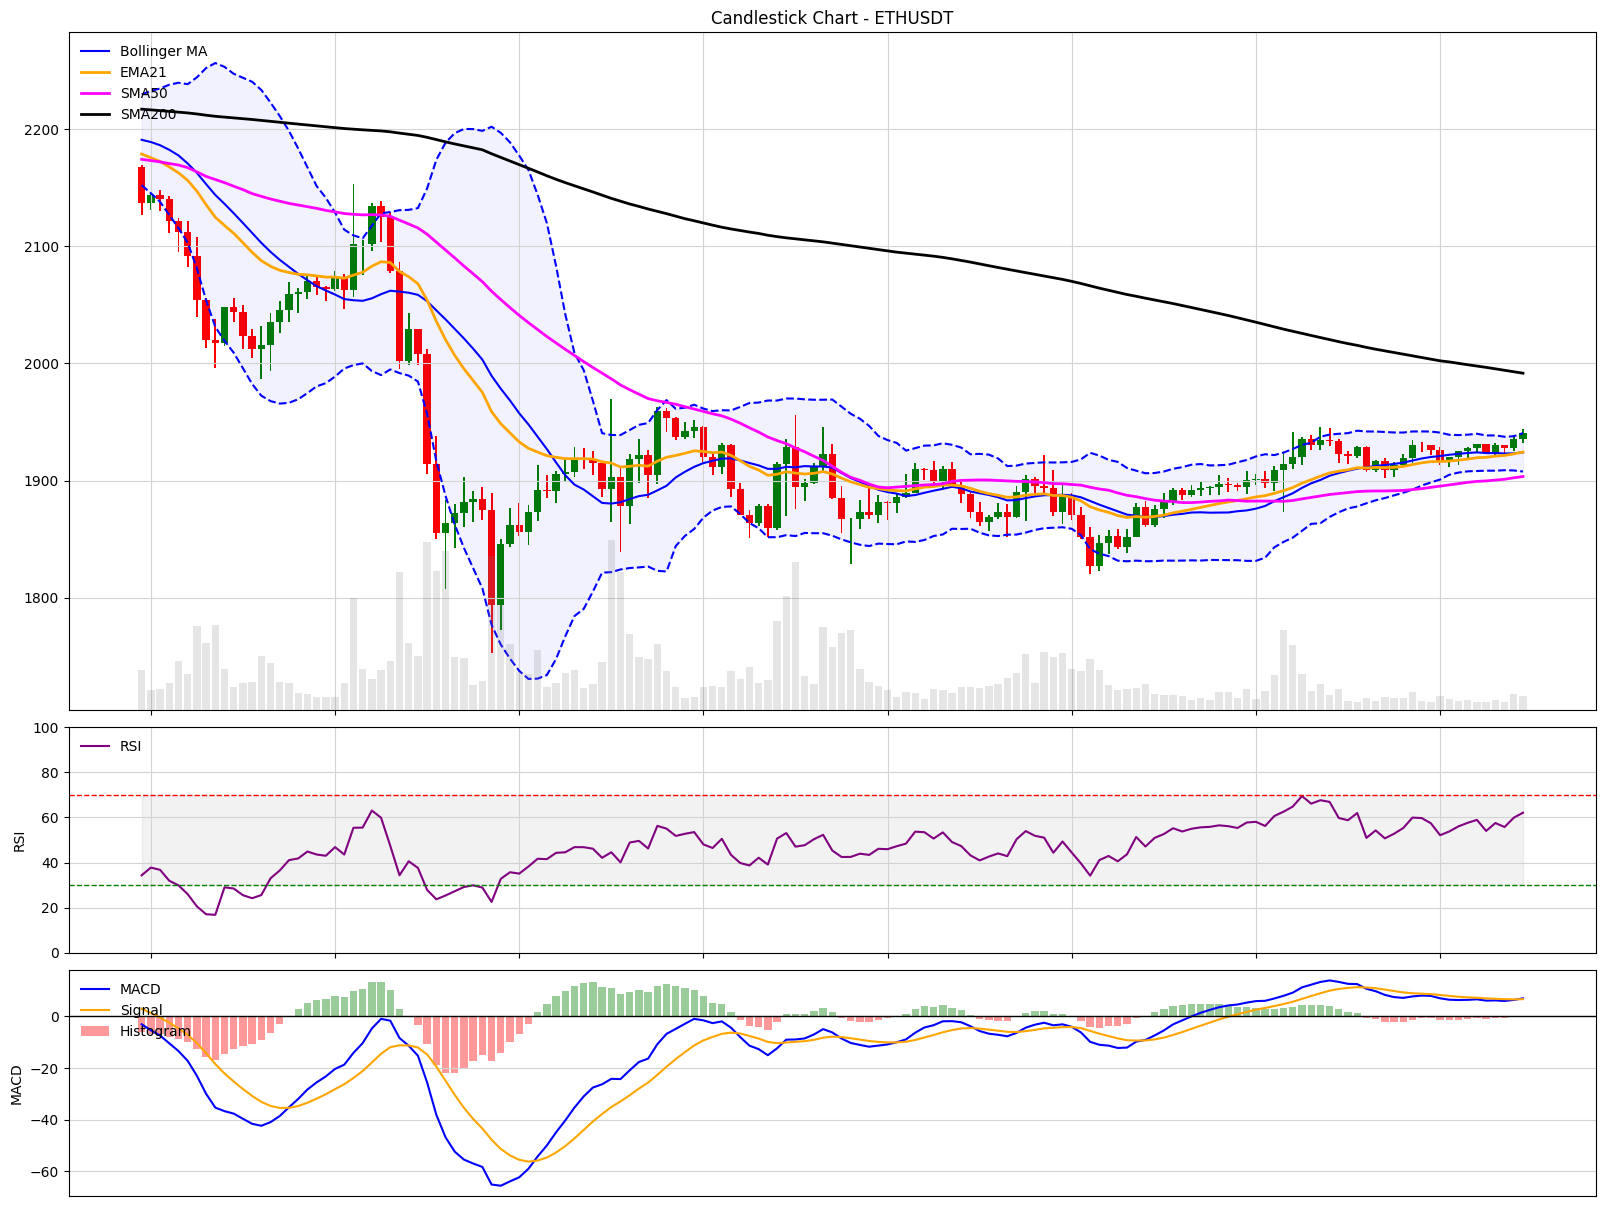 Candlestick Chart - ETHUSDT
Bollinger MA
EMA21
SMA50
SMA200
2200
2100
2000
1900
1800
RSI
100
80
60
40
20
0
RSI
MACD
Signal
Histogram
0
−20
−40
−60
MACD